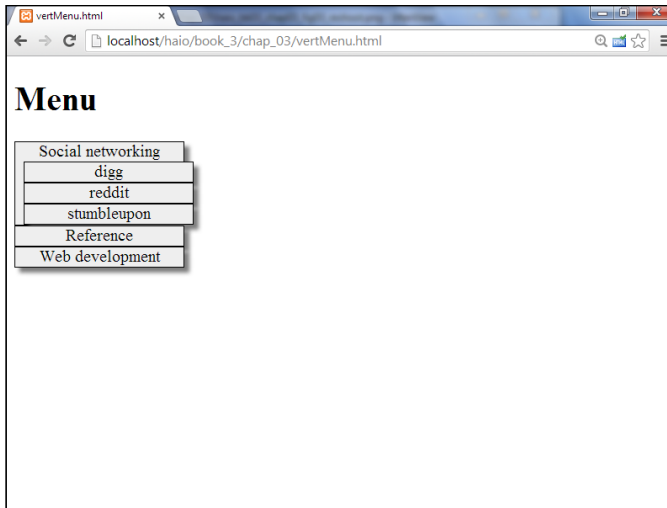 vertMenu.html
localhost/haio/book_3/chap_03/vertMenu.html
Menu
Social networking
digg
reddit
stumbleupon
Reference
Web development